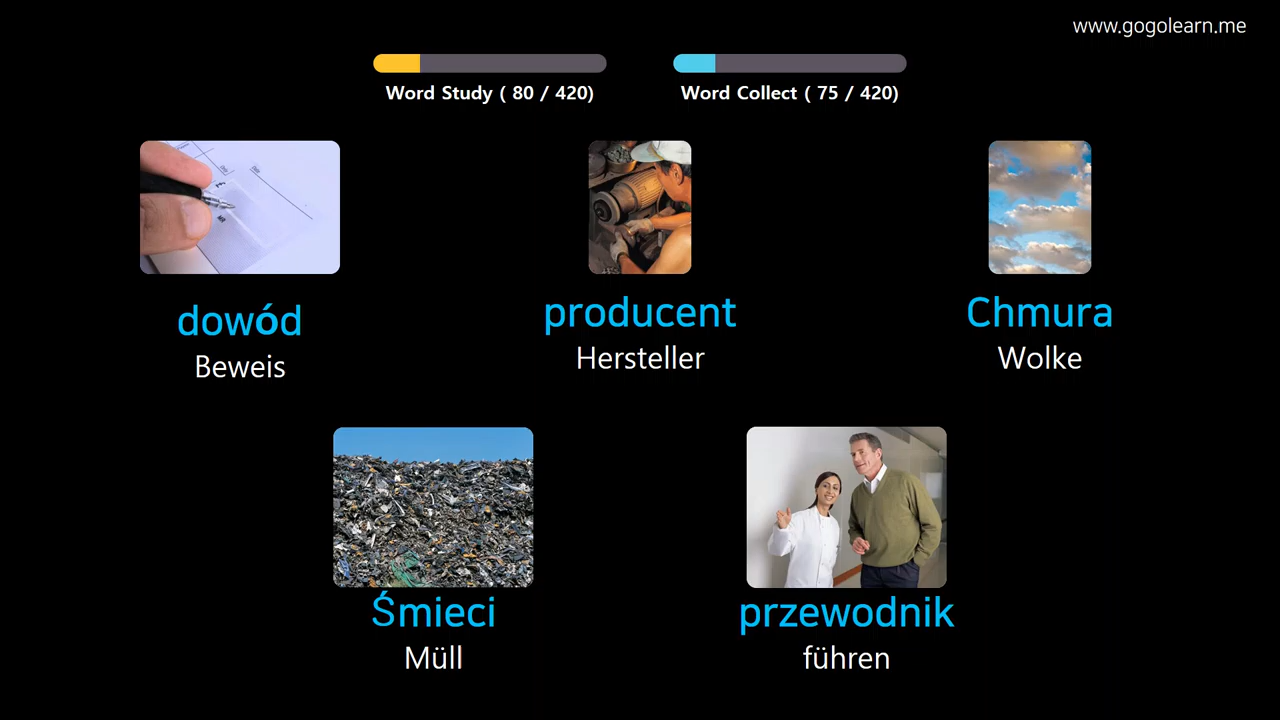 www.gogolearn.me
Word Study ( 80 / 420)
Word Collect ( 75 / 420)
dowód
Beweis
producent
Hersteller
Chmura
Wolke
Śmieci
Müll
przewodnik
führen